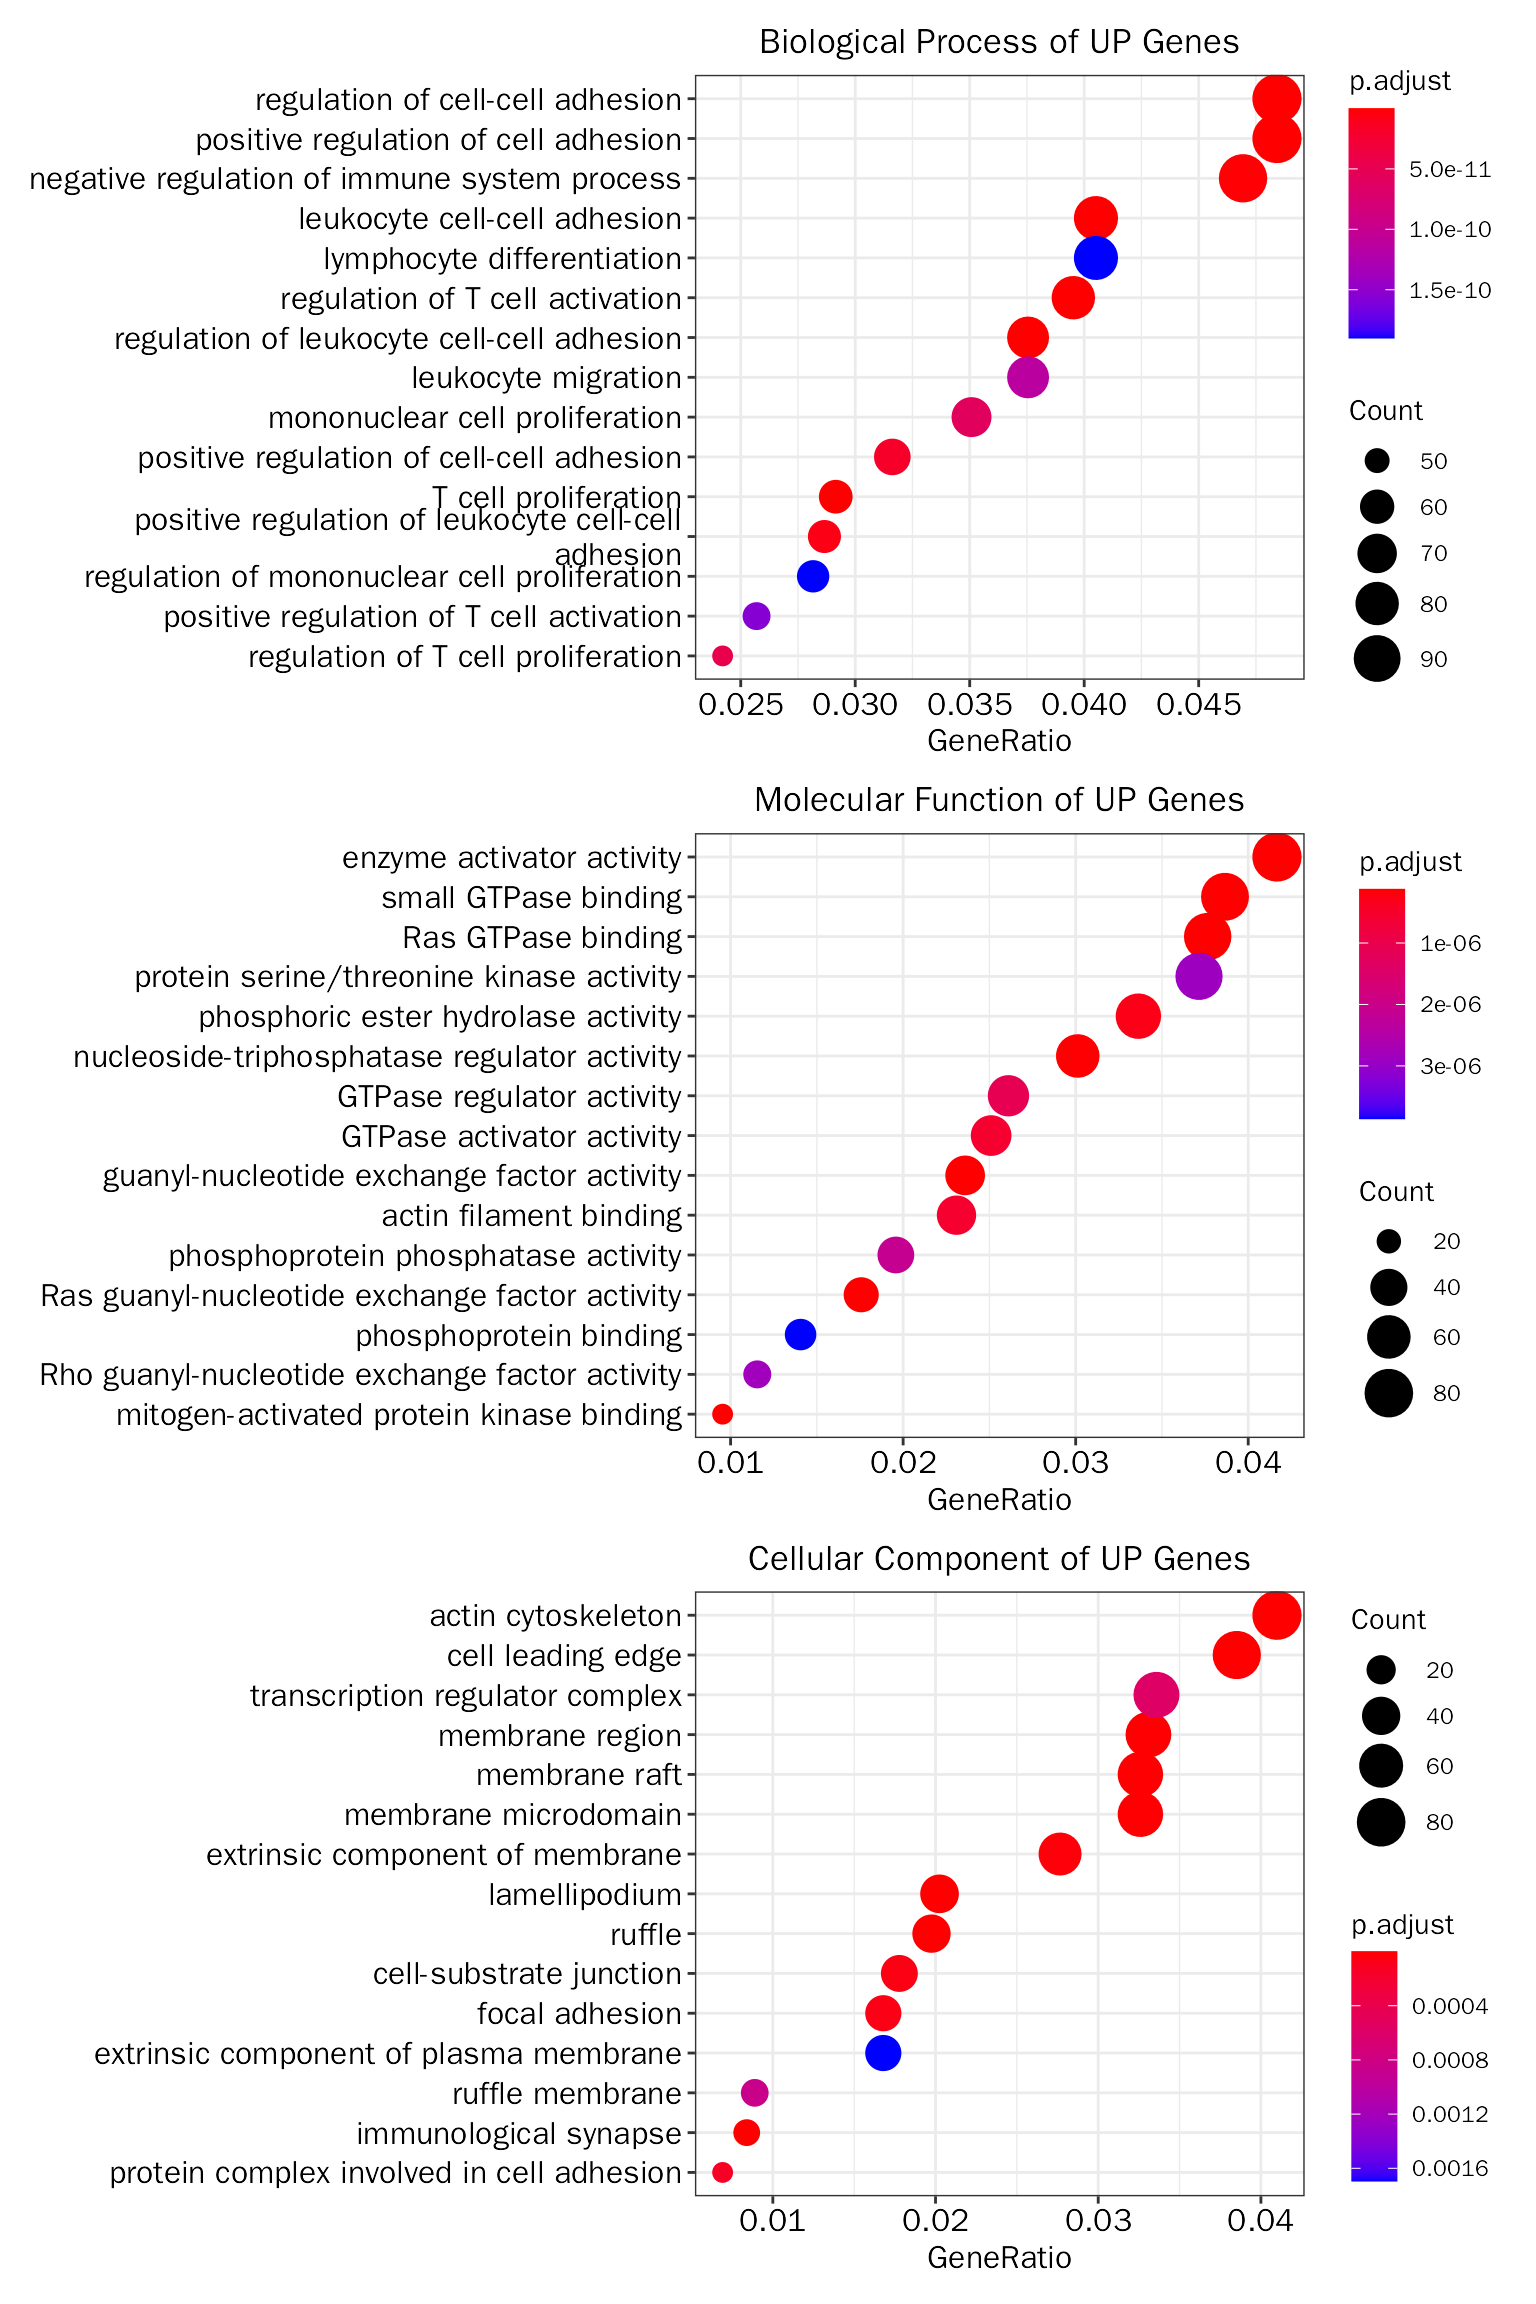 Biological Process of UP Genes
regulation of cell-cell adhesion
positive regulation of cell adhesion
negative regulation of immune system process
leukocyte cell-cell adhesion
lymphocyte differentiation
regulation of T cell activation
regulation of leukocyte cell-cell adhesion
leukocyte migration
mononuclear cell proliferation
positive regulation of cell-cell adhesion
T cell proliferation
positive regulation of leukocyte cell-cell
adhesion
regulation of mononuclear cell proliferation
positive regulation of T cell activation
regulation of T cell proliferation
0.025 0.030 0.035 0.040 0.045
GeneRatio
p.adjust
5.0e-11
1.0e-10
1.5e-10
Count
50
60
70
80
90
Molecular Function of UP Genes
enzyme activator activity
small GTPase binding
Ras GTPase binding
protein serine/threonine kinase activity
phosphoric ester hydrolase activity
nucleoside-triphosphatase regulator activity
GTPase regulator activity
GTPase activator activity
guanyl-nucleotide exchange factor activity
actin filament binding
phosphoprotein phosphatase activity
Ras guanyl-nucleotide exchange factor activity
phosphoprotein binding
Rho guanyl-nucleotide exchange factor activity
mitogen-activated protein kinase binding
0.01 0.02 0.03 0.04
GeneRatio
p.adjust
1e-06
2e-06
3e-06
Count
20
40
60
80
Cellular Component of UP Genes
actin cytoskeleton
cell leading edge
transcription regulator complex
membrane region
membrane raft
membrane microdomain
extrinsic component of membrane
lamellipodium
ruffle
cell-substrate junction
focal adhesion
extrinsic component of plasma membrane
ruffle membrane
immunological synapse
protein complex involved in cell adhesion
0.01 0.02 0.03 0.04
GeneRatio
Count
20
40
60
80
p.adjust
0.0004
0.0008
0.0012
0.0016